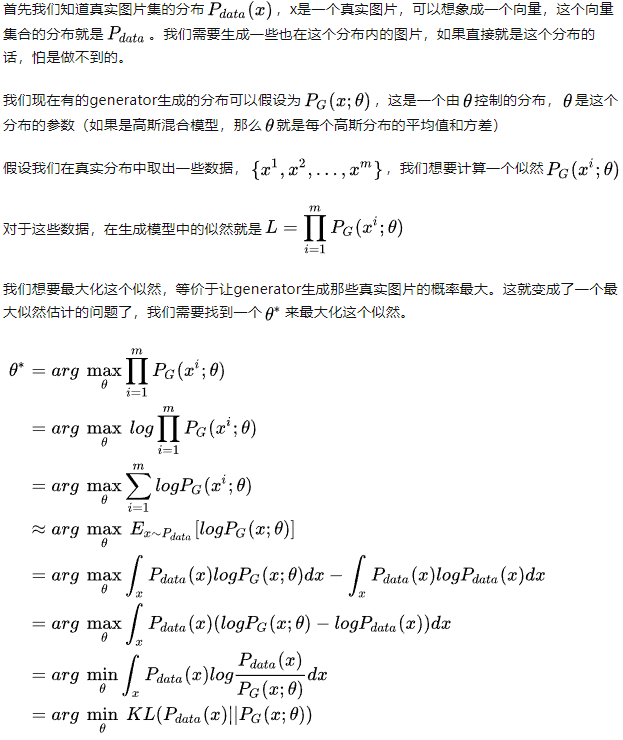 首先我们知道真实图片集的分布 $P_{data}(x)$，x是一个真实图片，可以想象成一个向量，这个向量
集合的分布就是 $P_{data}$ 。我们需要生成一些也在这个分布内的图片，如果直接就是这个分布的
话，怕是做不到的。
我们现在有的generator生成的分布可以假设为 $P_G(x;\theta)$，这是一个由 $\theta$ 控制的分布， $\theta$ 是这个
分布的参数（如果是高斯混合模型，那么 $\theta$ 就是每个高斯分布的平均值和方差）
假设我们在真实分布中取出一些数据， $\{x^1, x^2, \ldots, x^m\}$，我们想要计算一个似然 $P_G(x^i;\theta)$
对于这些数据，在生成模型中的似然就是 $L = \prod_{i=1}^{m} P_G(x^i;\theta)$
我们想要最大化这个似然，等价于让generator生成那些真实图片的概率最大。这就变成了一个最
大似然估计的问题了，我们需要找到一个 $\theta^*$ 来最大化这个似然。
$\theta^* = arg \max_{\theta} \prod_{i=1}^{m} P_G(x^i;\theta)$
$= arg \max_{\theta} log \prod_{i=1}^{m} P_G(x^i;\theta)$
$= arg \max_{\theta} \sum_{i=1}^{m} logP_G(x^i;\theta)$
$\approx arg \max_{\theta} E_{x \sim P_{data}}[logP_G(x;\theta)]$
$= arg \max_{\theta} \int_x P_{data}(x)logP_G(x;\theta)dx - \int_x P_{data}(x)logP_{data}(x)dx$
$= arg \max_{\theta} \int_x P_{data}(x)(logP_G(x;\theta) - logP_{data}(x))dx$
$= arg \min_{\theta} \int_x P_{data}(x)log\frac{P_{data}(x)}{P_G(x;\theta)}dx$
$= arg \min_{\theta} KL(P_{data}(x)||P_G(x;\theta))$